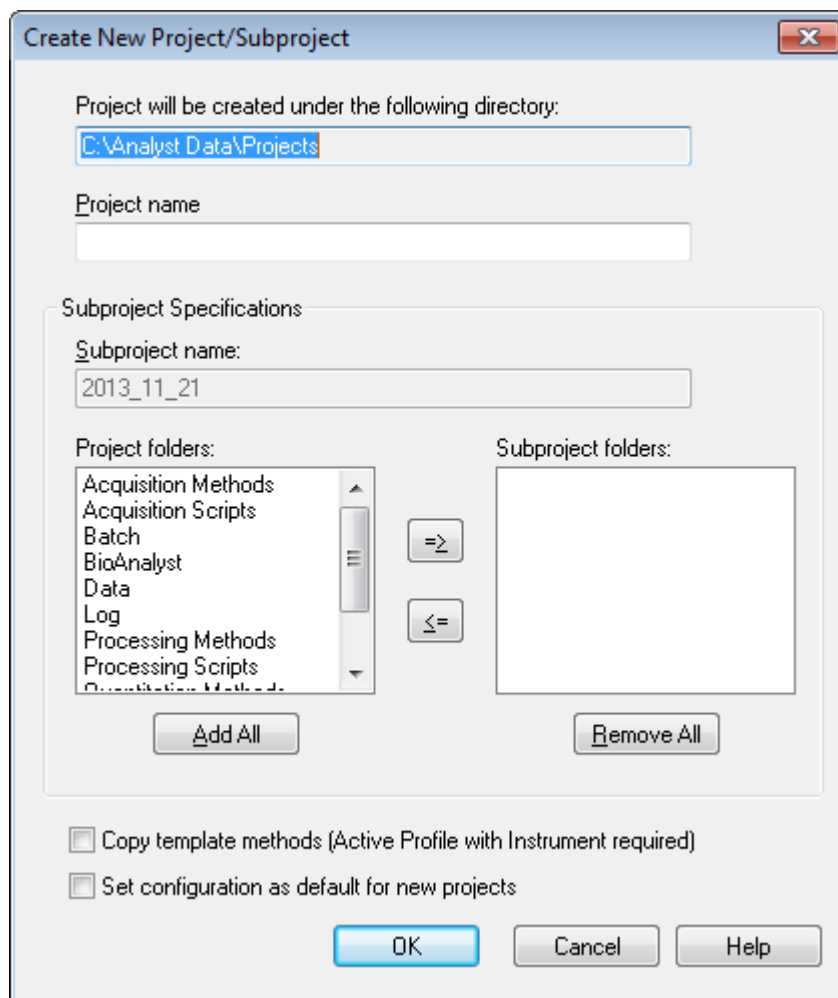 Create New Project/Subproject
Project will be created under the following directory:
C:\Analyst Data\Projects
Project name
Subproject Specifications
Subproject name:
2013_11_21
Project folders:
Subproject folders:
Acquisition Methods
Acquisition Scripts
Batch
BioAnalyst
Data
Log
Processing Methods
Processing Scripts
Quantitation Methods
=>
<=
Add All
Remove All
Copy template methods (Active Profile with Instrument required)
Set configuration as default for new projects
OK
Cancel
Help